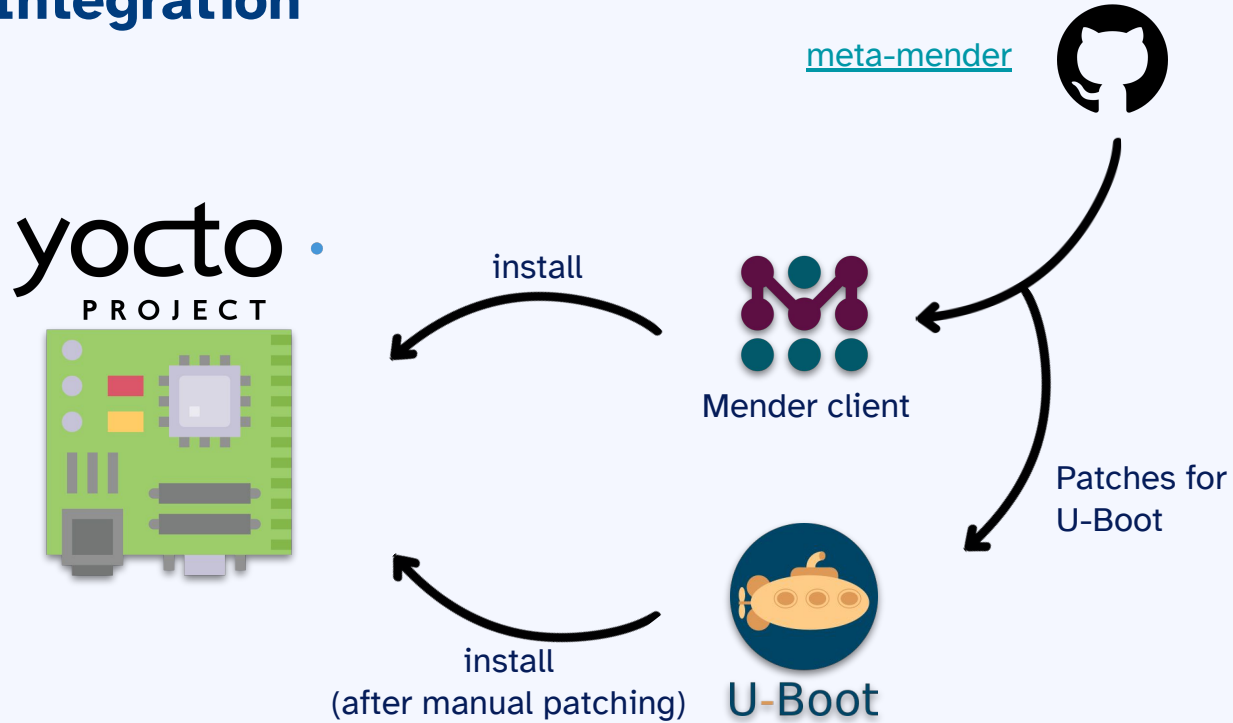 Integration
meta-mender
yocto
PROJECT
install
Mender client
Patches for
U-Boot
install
(after manual patching)
U-Boot